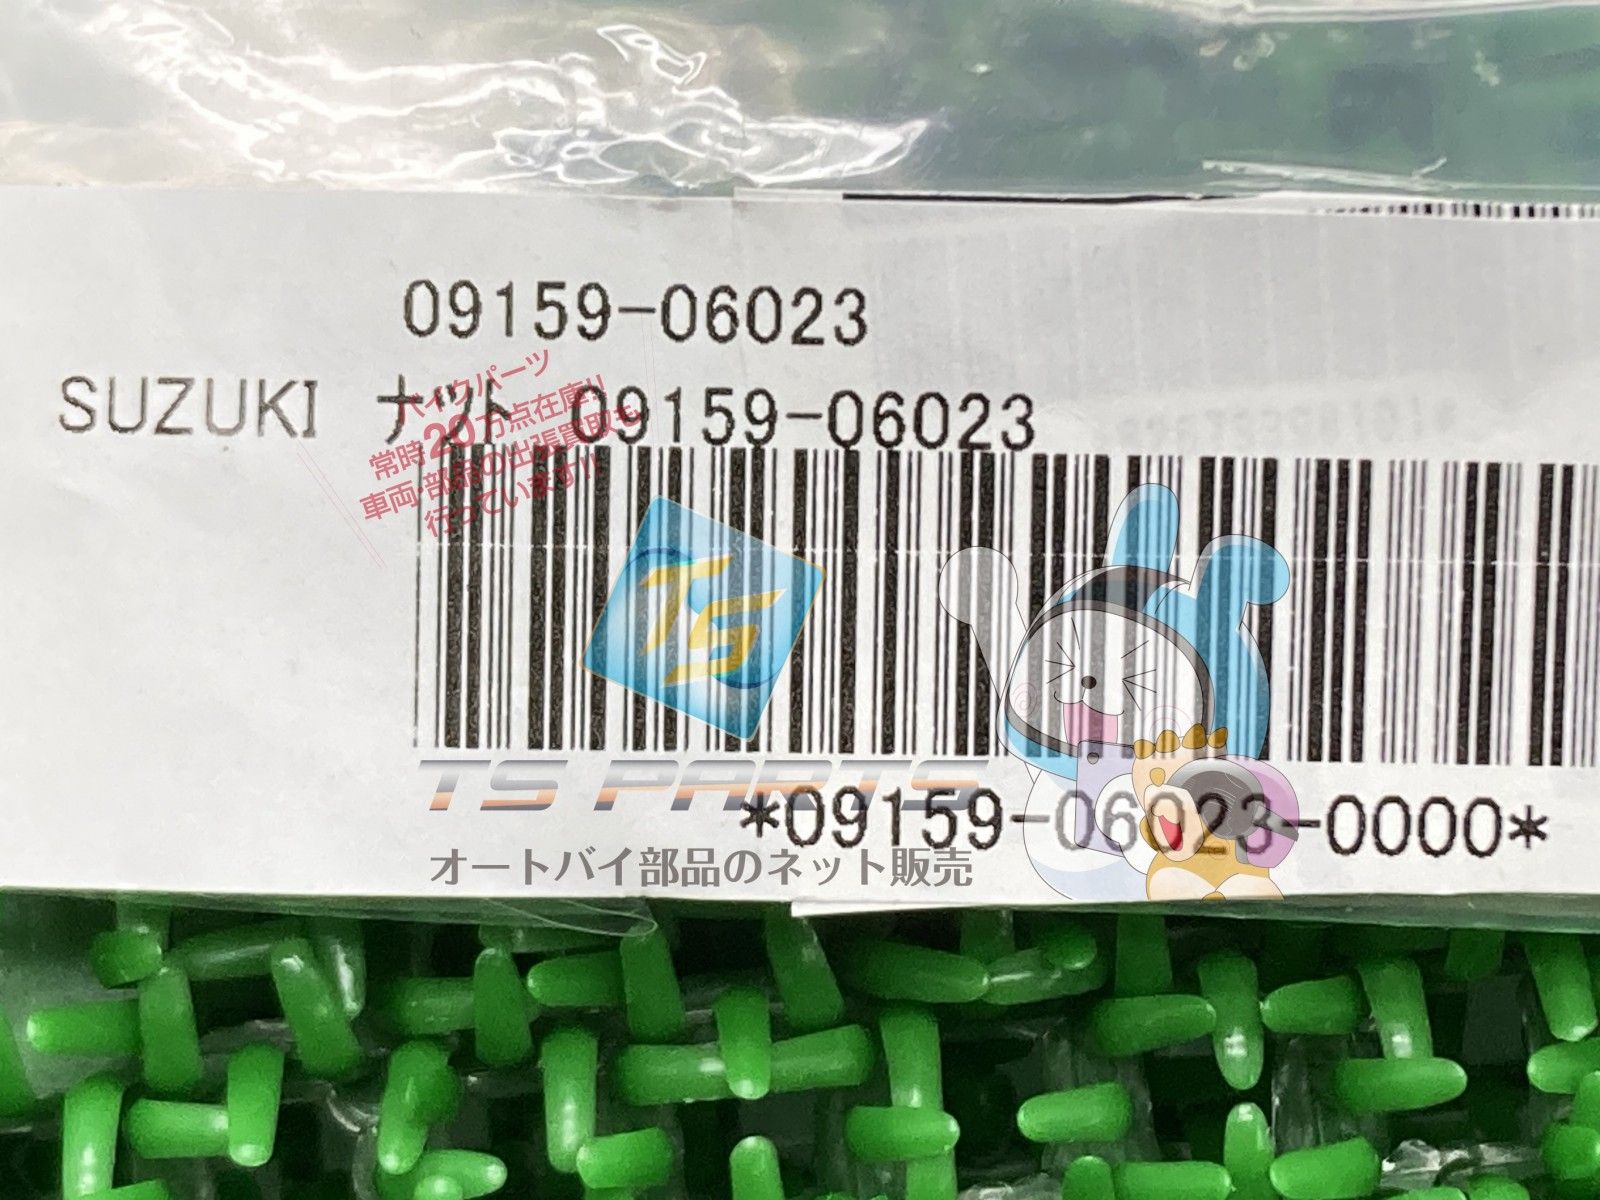 09159-06023
SUZUKI ナット 09159-06023
バイクパーツ
常時20万点在庫!!
車両・部品の出張買取も
行っています!!
TS
TS PARTS
*09159-06023-0000*
オートバイ部品のネット販売